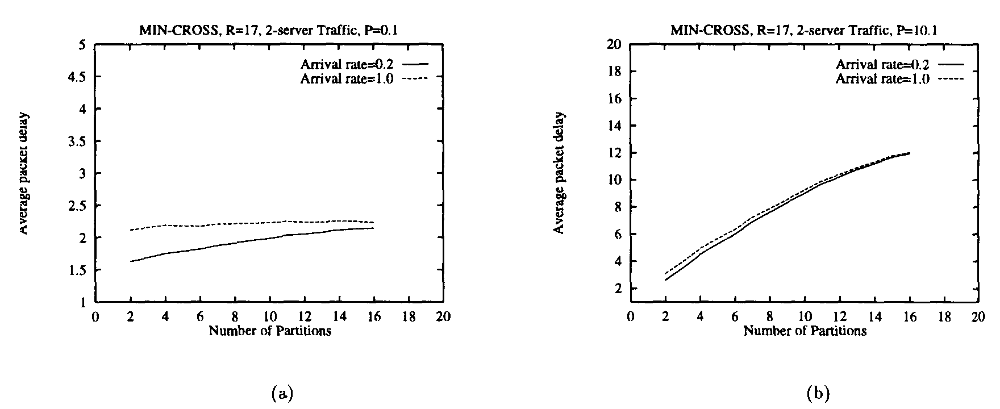 MIN-CROSS, R=17, 2-server Traffic, P=0.1
Arrival rate=0.2
Arrival rate=1.0
Average packet delay
5
4.5
4
3.5
3
2.5
2
1.5
1
0 2 4 6 8 10 12 14 16 18 20
Number of Partitions
(a)
MIN-CROSS, R=17, 2-server Traffic, P=10.1
Arrival rate=0.2
Arrival rate=1.0
Average packet delay
20
18
16
14
12
10
8
6
4
2
0 2 4 6 8 10 12 14 16 18 20
Number of Partitions
(b)